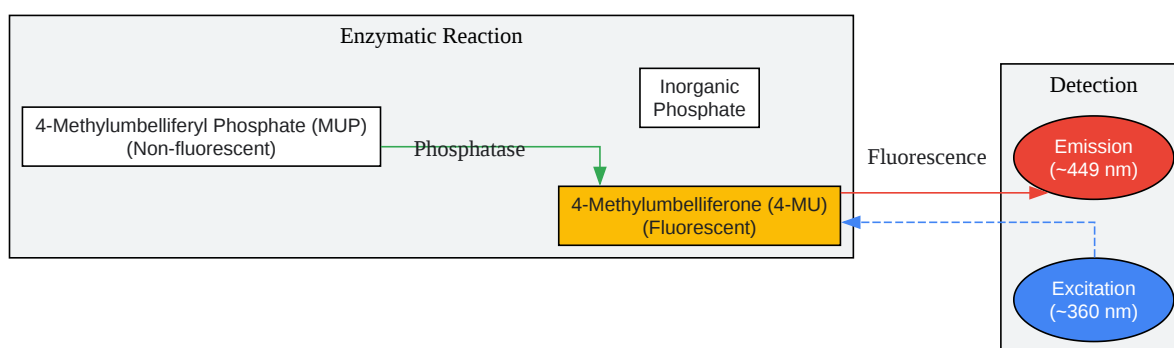 Enzymatic Reaction
Inorganic
Phosphate
4-Methylumbelliferyl Phosphate (MUP)
(Non-fluorescent)
Phosphatase
4-Methylumbelliferone (4-MU)
(Fluorescent)
Fluorescence
Detection
Emission
(~449 nm)
Excitation
(~360 nm)